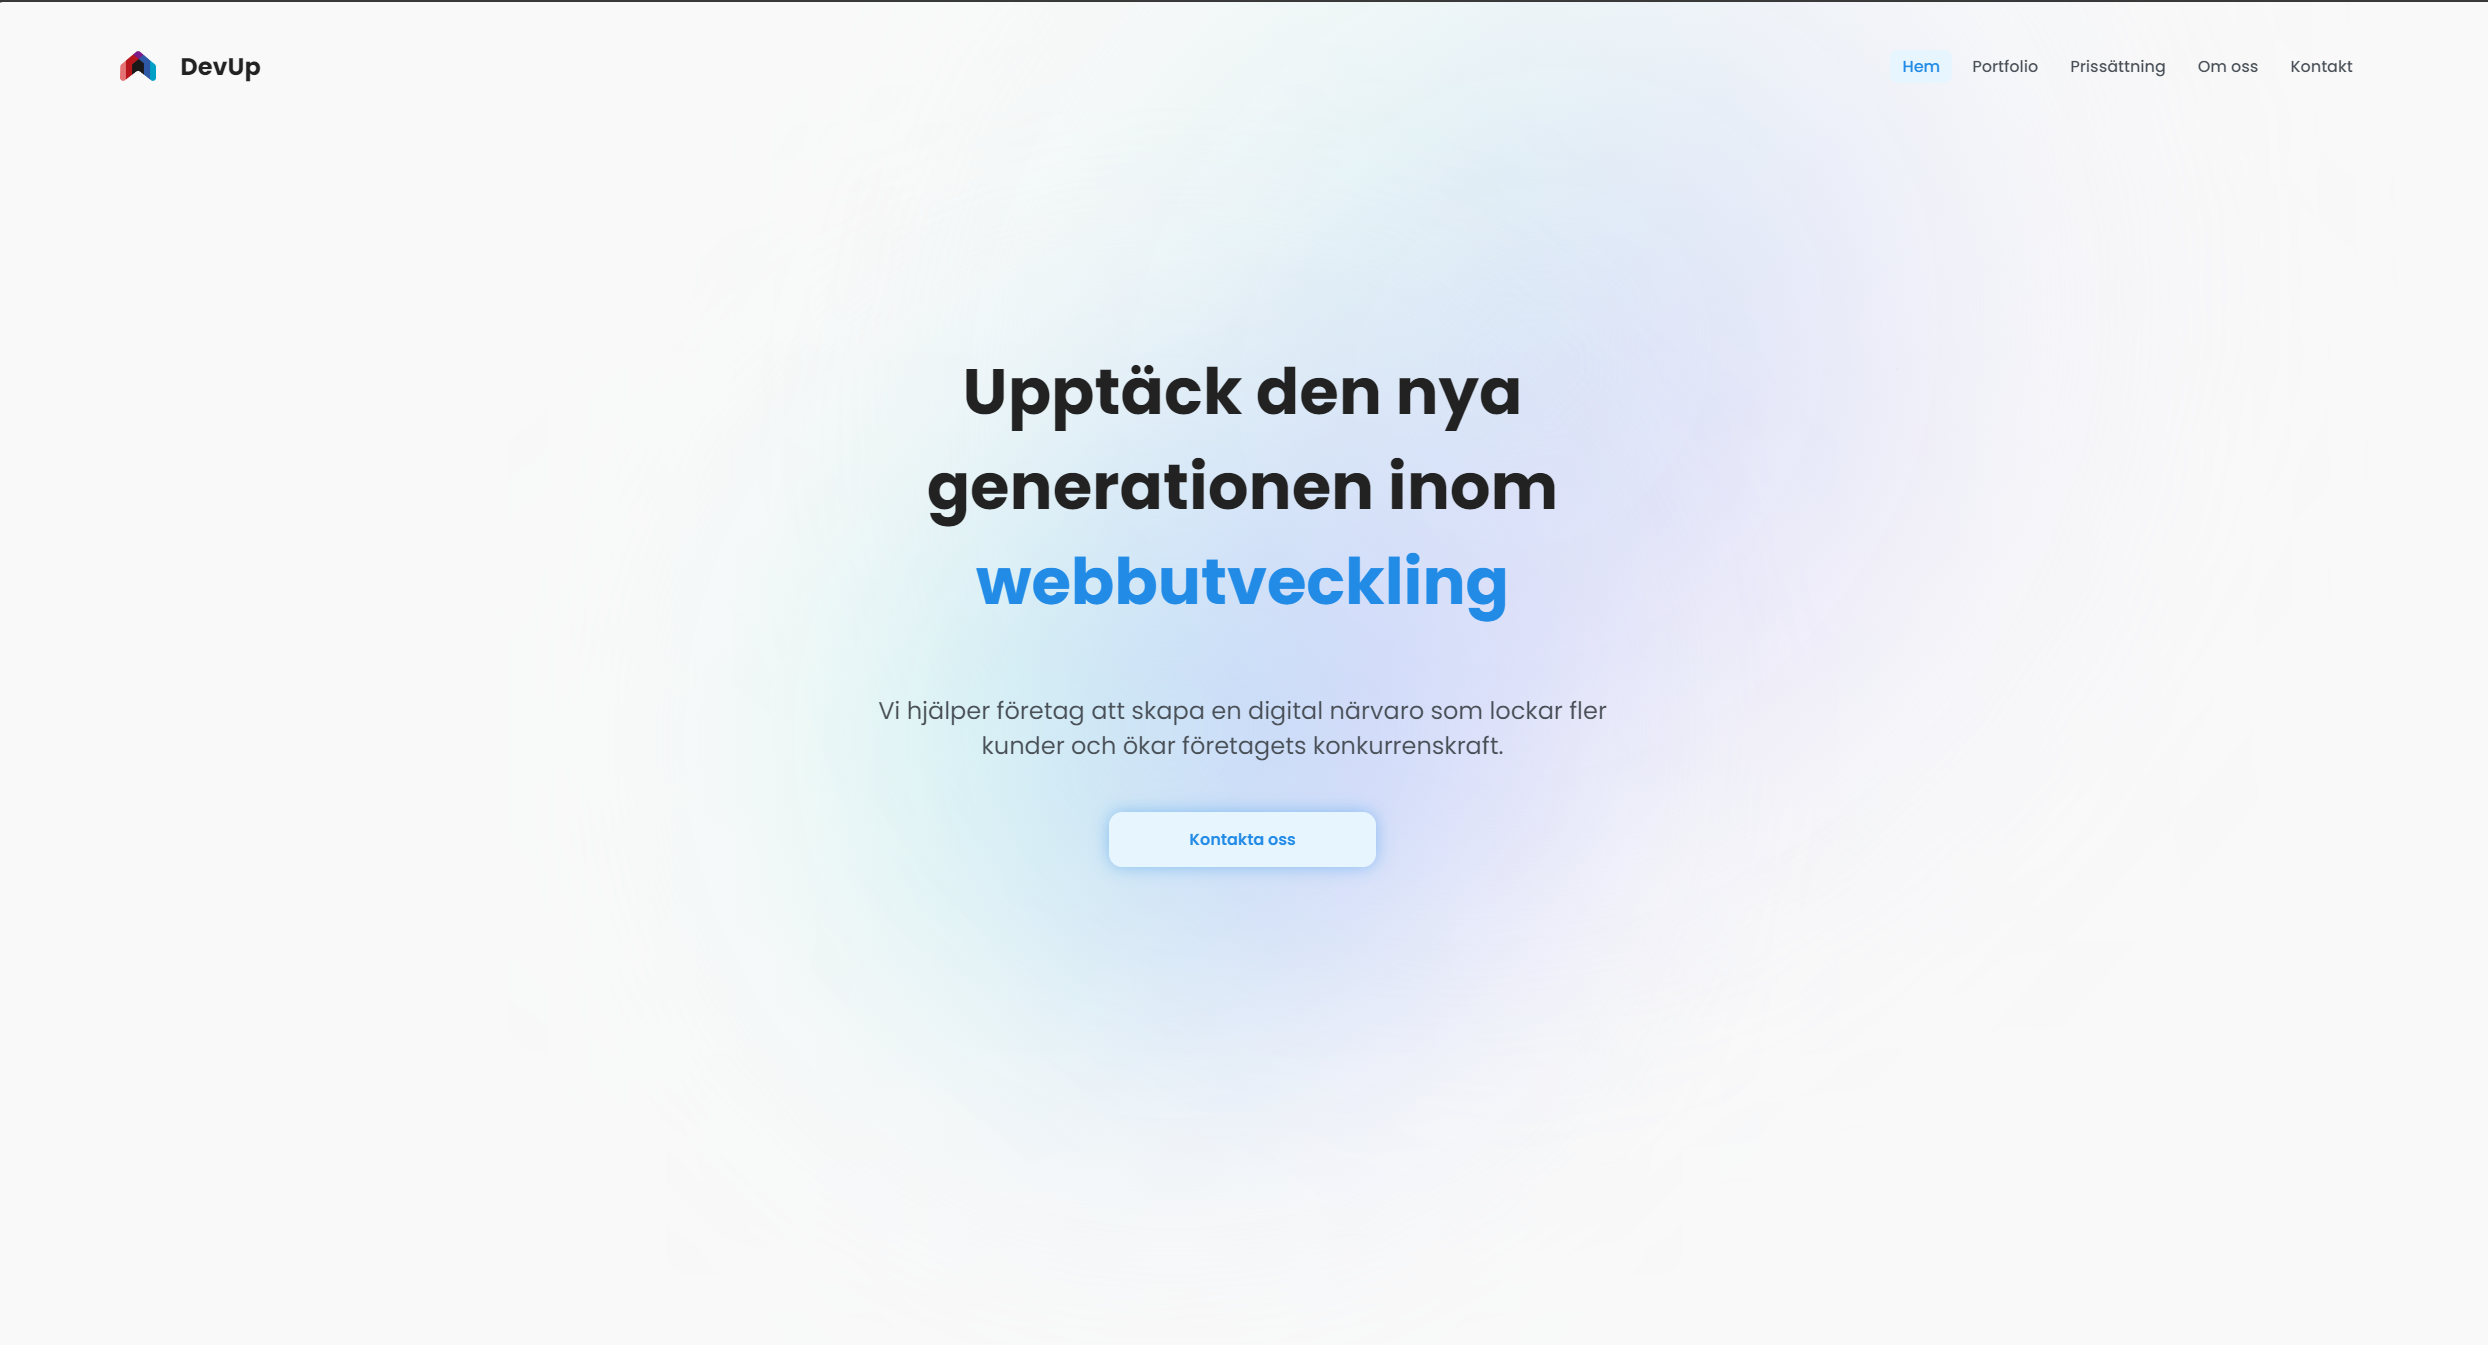 DevUp
Hem
Portfolio
Prissättning
Om oss
Kontakt
Upptäck den nya
generationen inom
webbutveckling
Vi hjälper företag att skapa en digital närvaro som lockar fler
kunder och ökar företagets konkurrenskraft.
Kontakta oss